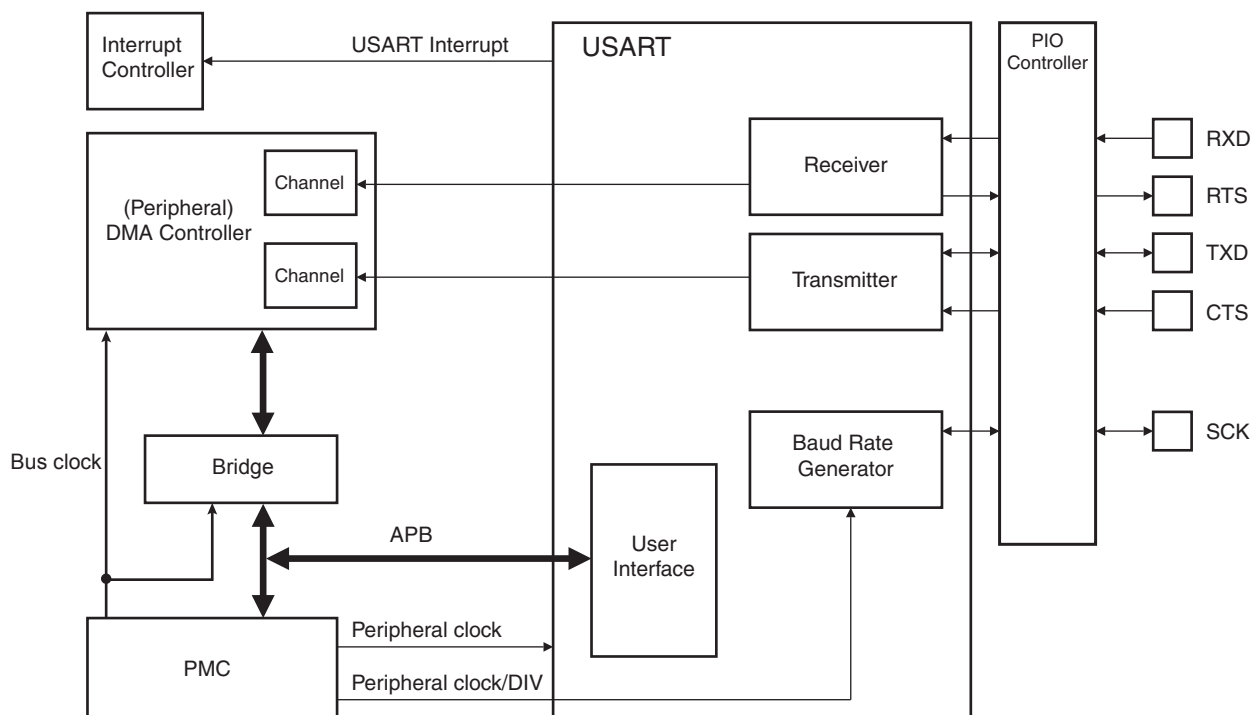 Interrupt
Controller
USART Interrupt
USART
PIO
Controller
(Peripheral)
DMA Controller
Channel
Channel
Receiver
Transmitter
RXD
RTS
TXD
CTS
SCK
Baud Rate
Generator
Bus clock
Bridge
APB
User
Interface
PMC
Peripheral clock
Peripheral clock/DIV